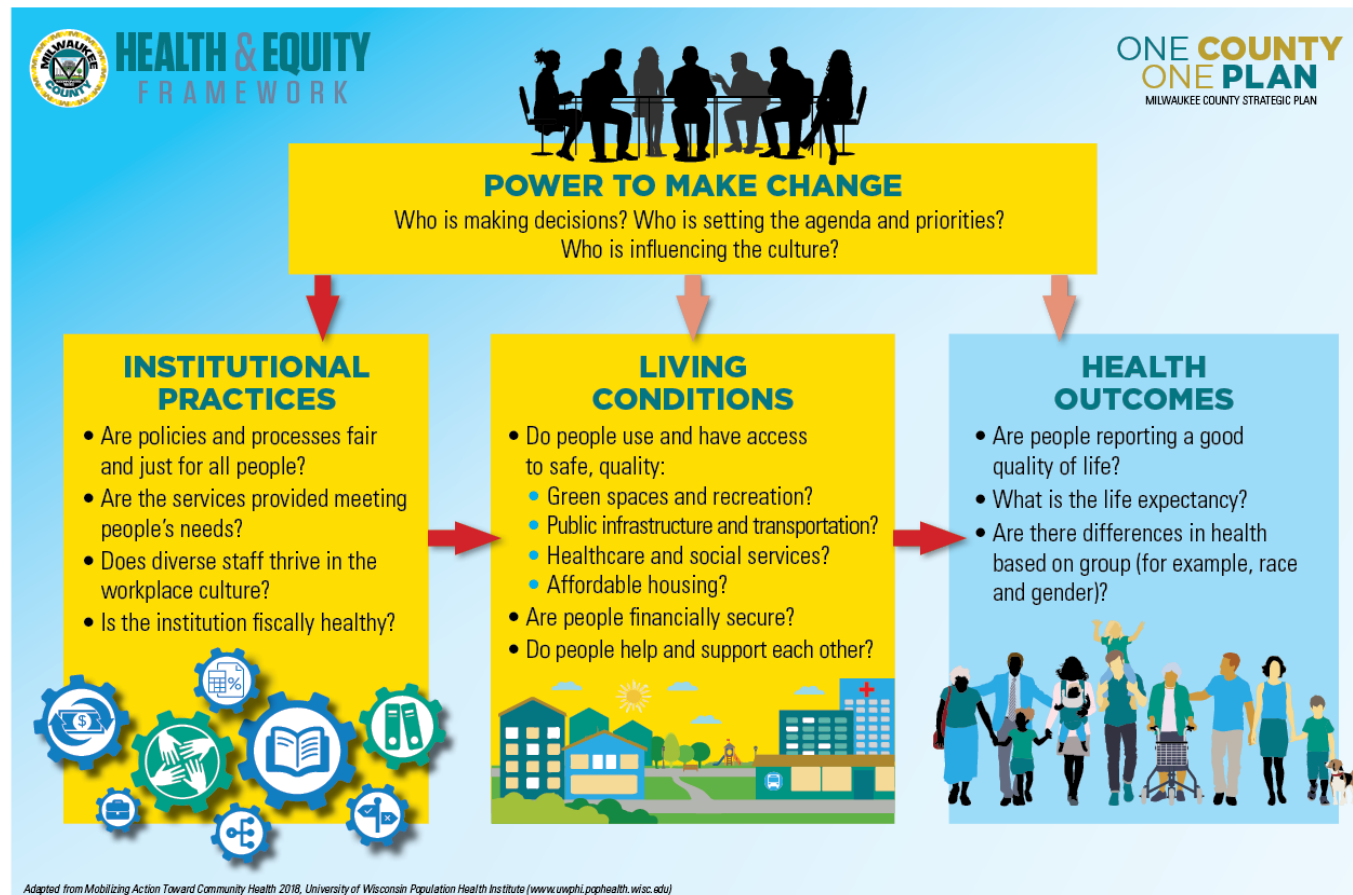 MILWAUKEE
COUNTY
HEALTH & EQUITY
FRAMEWORK
ONE COUNTY
ONE PLAN
MILWAUKEE COUNTY STRATEGIC PLAN
POWER TO MAKE CHANGE
Who is making decisions? Who is setting the agenda and priorities?
Who is influencing the culture?
INSTITUTIONAL
PRACTICES
• Are policies and processes fair
and just for all people?
• Are the services provided meeting
people’s needs?
• Does diverse staff thrive in the
workplace culture?
• Is the institution fiscally healthy?
LIVING
CONDITIONS
• Do people use and have access
to safe, quality:
• Green spaces and recreation?
• Public infrastructure and transportation?
• Healthcare and social services?
• Affordable housing?
• Are people financially secure?
• Do people help and support each other?
HEALTH
OUTCOMES
• Are people reporting a good
quality of life?
• What is the life expectancy?
• Are there differences in health
based on group (for example, race
and gender)?
%
$
Adapted from Mobilizing Action Toward Community Health 2018, University of Wisconsin Population Health Institute (www.uwphi.pophealth.wisc.edu)